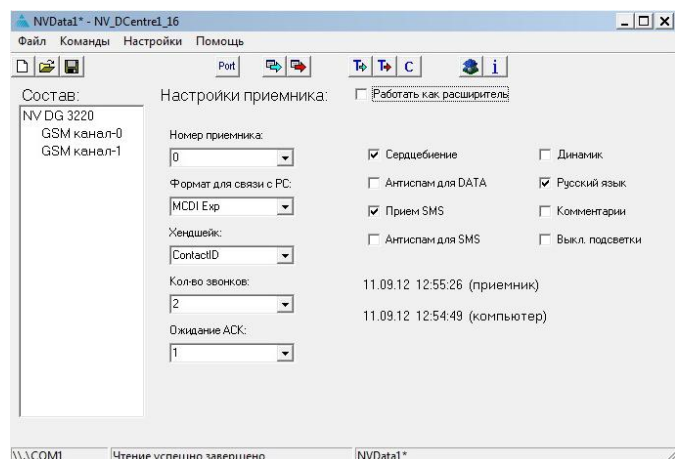 NVData1* - NV_DCentre1_16
Файл Команды Настройки Помощь
Port T T C i
Состав:
NV DG 3220
GSM канал-0
GSM канал-1
Настройки приемника:
Работать как расширитель
Номер приемника:
0
Формат для связи с PC:
MCDI Exp
Хендшейк:
ContactID
Кол-во звонков:
2
Ожидание ACK:
1
Сердцебиение
Динамик
Антиспам для DATA
Русский язык
Прием SMS
Комментарии
Антиспам для SMS
Выкл. подсветки
11.09.12 12:55:26 (приемник)
11.09.12 12:54:49 (компьютер)
\\.\COM1 Чтение успешно завершено NVData1*